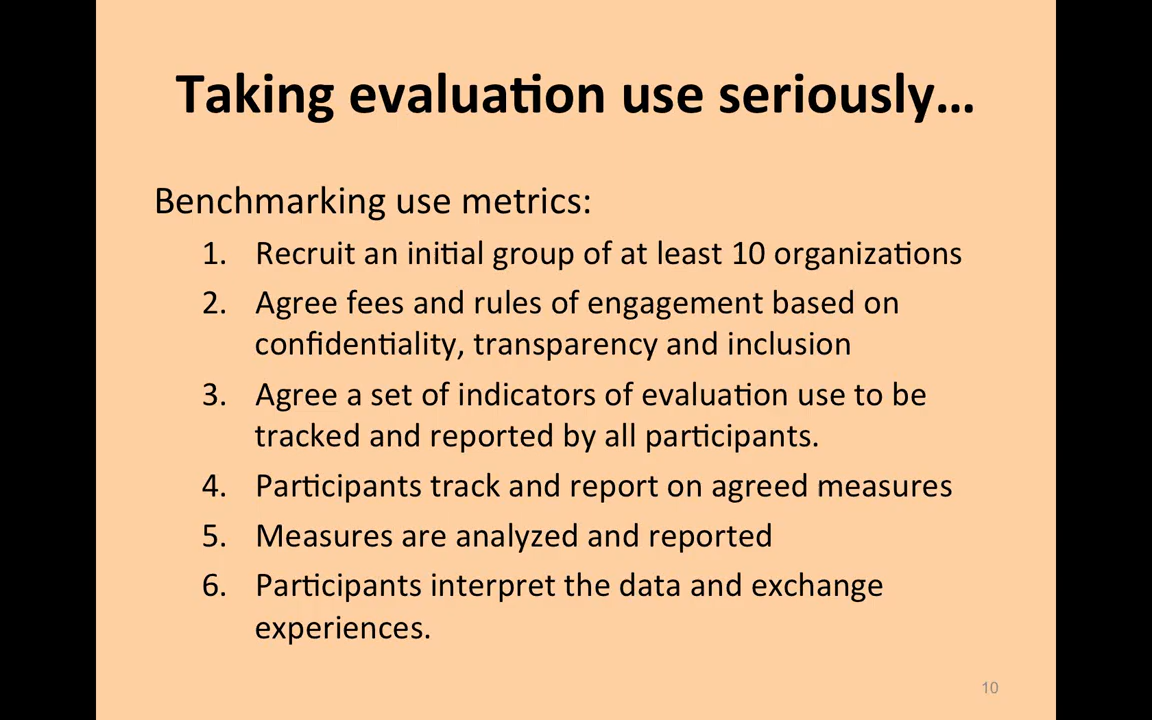 Taking evaluation use seriously...
Benchmarking use metrics:
1. Recruit an initial group of at least 10 organizations
2. Agree fees and rules of engagement based on
confidentiality, transparency and inclusion
3. Agree a set of indicators of evaluation use to be
tracked and reported by all participants.
4. Participants track and report on agreed measures
5. Measures are analyzed and reported
6. Participants interpret the data and exchange
experiences.
10